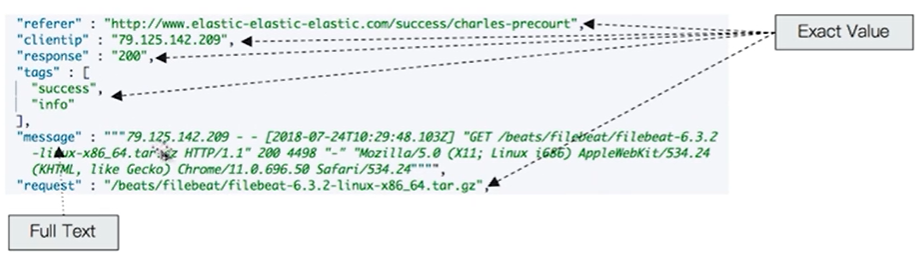 "referer" : "http://www.elastic-elastic-elastic.com/success/charles-precourt",
Exact Value
"clientip" : "79.125.142.209",
"response" : "200",
"tags" : [
"success",
"info"
],
"message" : """79.125.142.209 - - [2018-07-24T10:29:48.103Z] "GET /beats/filebeat/filebeat-6.3.2
-linux-x86_64.tar.gz HTTP/1.1" 200 4498 "-" "Mozilla/5.0 (X11; Linux i686) AppleWebKit/534.24
(KHTML, like Gecko) Chrome/11.0.696.50 Safari/534.24"""",
"request" : "/beats/filebeat/filebeat-6.3.2-linux-x86_64.tar.gz",
Full Text